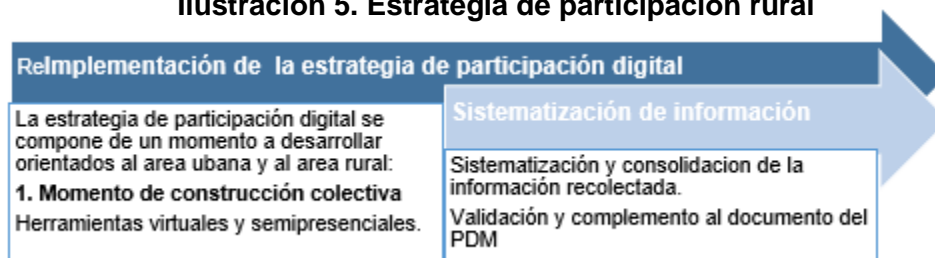 Ilustración 5. Estrategia de participación rural
ReImplementación de la estrategia de participación digital
La estrategia de participación digital se
compone de un momento a desarrollar
orientados al area ubana y al area rural:
1. Momento de construcción colectiva
Herramientas virtuales y semipresenciales.
Sistematización de información
Sistematización y consolidacion de la
información recolectada.
Validación y complemento al documento del
PDM